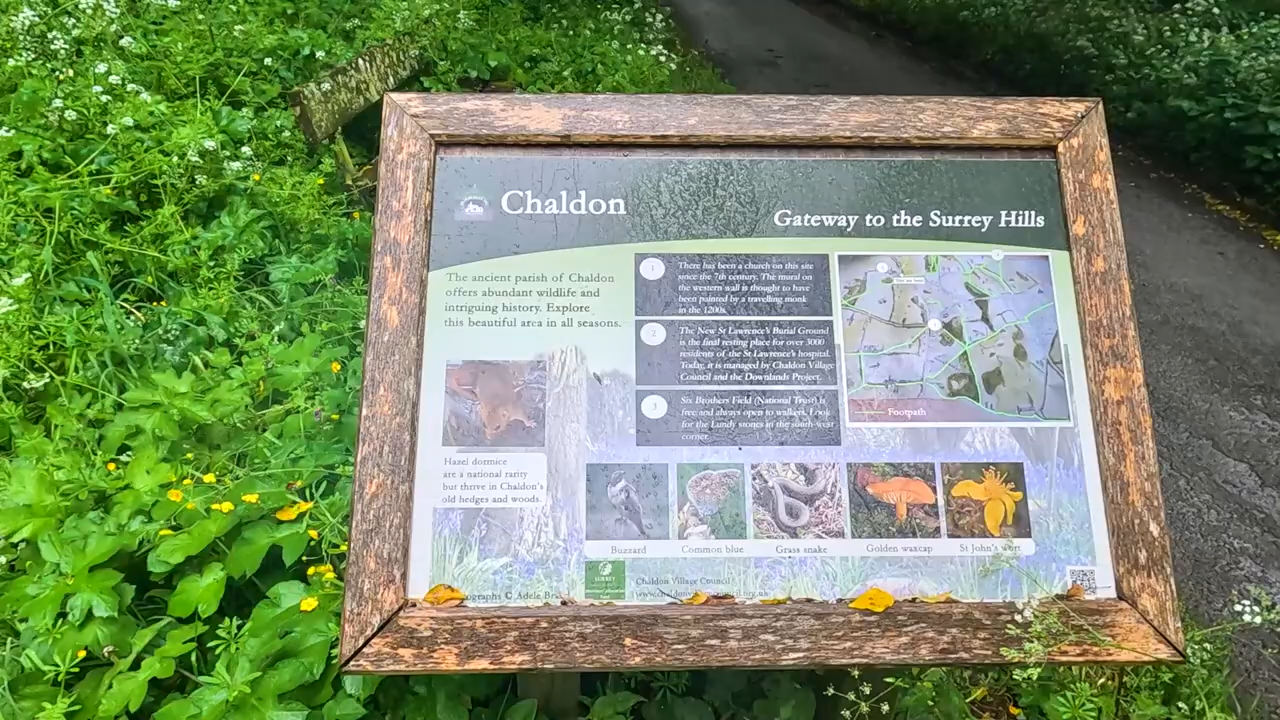 Chaldon
Gateway to the Surrey Hills
The ancient parish of Chaldon
offers abundant wildlife and
intriguing history. Explore
this beautiful area in all seasons.
1
There has been a church on this site
since the 7th century. The mural on
the western wall is thought to have
been painted by a travelling monk
in the 1200s.
2
The New St Lawrence's Burial Ground
is the final resting place for over 3000
residents of the St Lawrence's hospital.
Today, it is managed by Chaldon Village
Council and the Downlands Project.
3
Six Brothers Field (National Trust) is
free and always open to walkers. Look
for the Lundy stones in the south-west
corner.
You are here
Footpath
Hazel dormice
are a national rarity
but thrive in Chaldon's
old hedges and woods.
Buzzard
Common blue
Grass snake
Golden waxcap
St John's wort
SURREY
Chaldon Village Council
© Adele